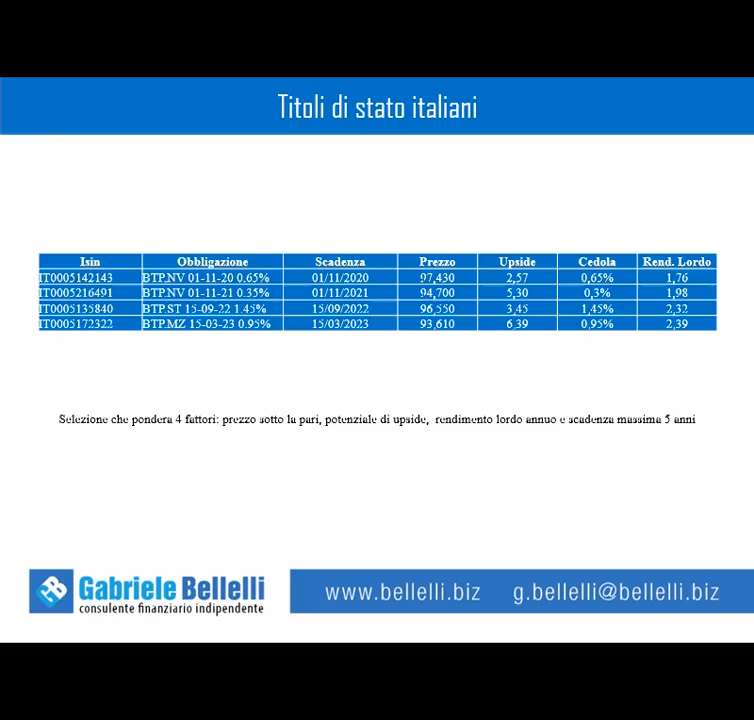 Titoli di stato italiani
Isin Obbligazione Scadenza Prezzo Upside Cedola Rend. Lordo
IT0005142143 BTP.NV 01-11-20 0.65% 01/11/2020 97,430 2,57 0,65% 1,76
IT0005216491 BTP.NV 01-11-21 0.35% 01/11/2021 94,700 5,30 0,3% 1,98
IT0005135840 BTP.ST 15-09-22 1.45% 15/09/2022 96,550 3,45 1,45% 2,32
IT0005172322 BTP.MZ 15-03-23 0.95% 15/03/2023 93,610 6,39 0,95% 2,39
Selezione che pondera 4 fattori: prezzo sotto la pari, potenziale di upside, rendimento lordo annuo e scadenza massima 5 anni
Gabriele Bellelli
consulente finanziario indipendente
www.bellelli.biz g.bellelli@bellelli.biz